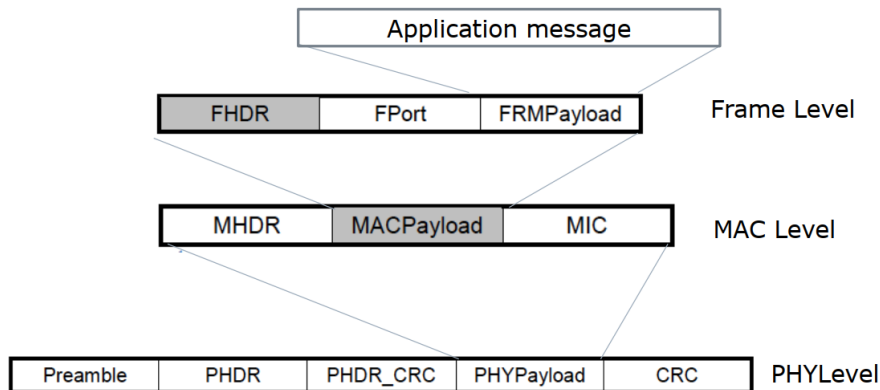 Application message
FHDR FPort FRMPayload Frame Level
MHDR MACPayload MIC MAC Level
Preamble PHDR PHDR_CRC PHYPayload CRC PHYLevel